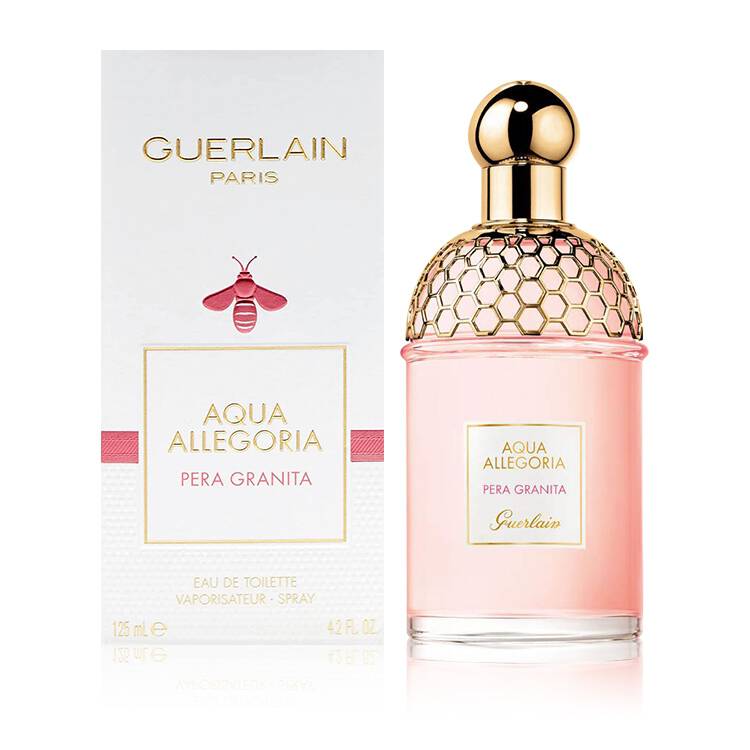 GUERLAIN
PARIS
AQUA
ALLEGORIA
PERA GRANITA
EAU DE TOILETTE
VAPORISATEUR - SPRAY
125 mL ℮ 4.2 FL. OZ.
AQUA
ALLEGORIA
PERA GRANITA
Guerlain